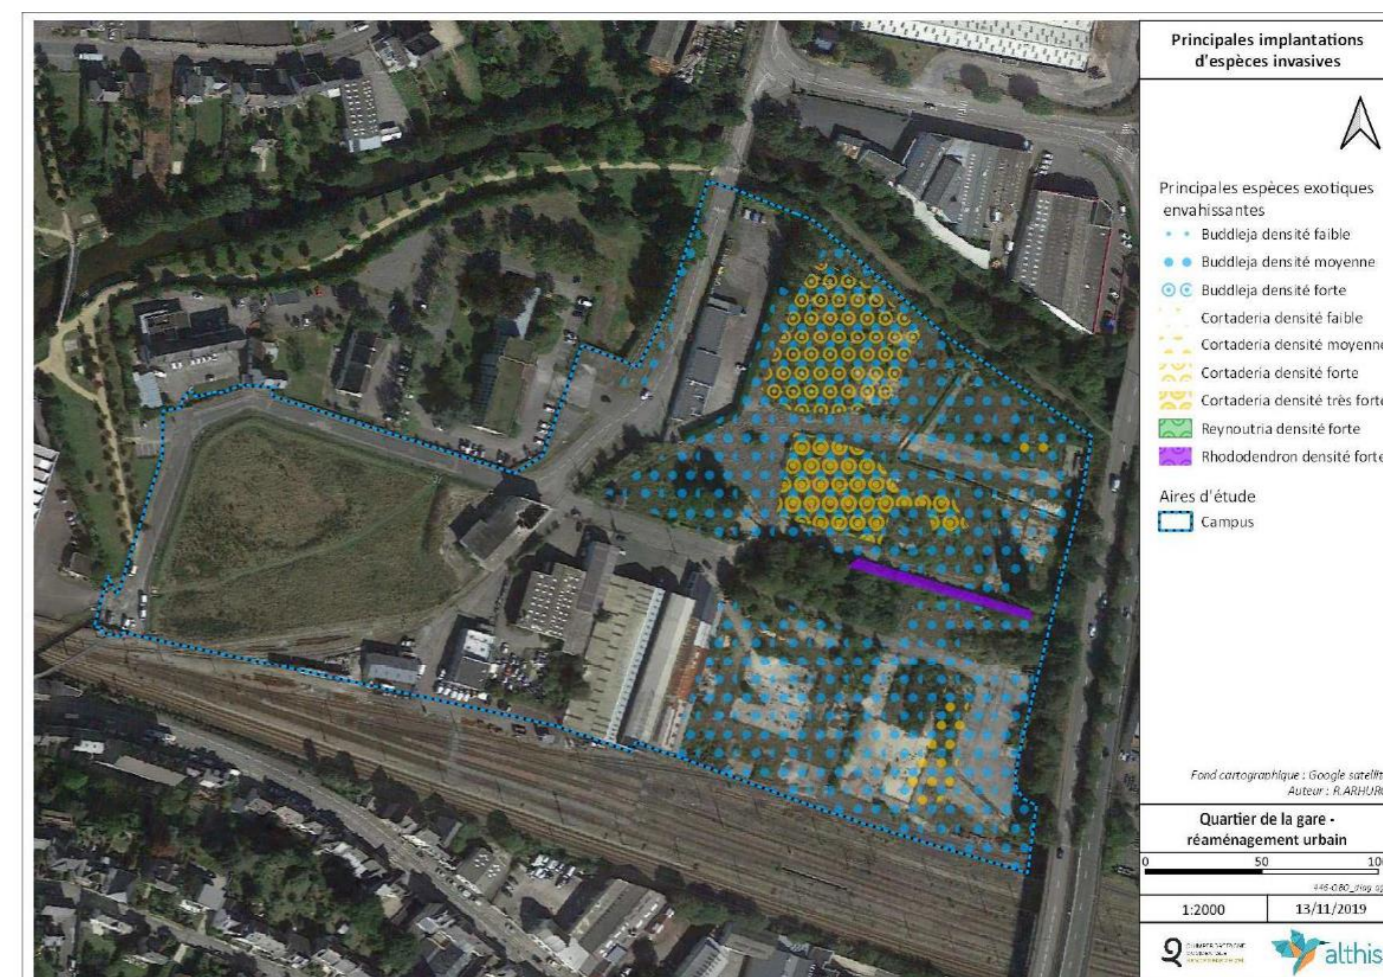 Principales implantations
d'espèces invasives
Principales espèces exotiques
envahissantes
Buddleja densité faible
Buddleja densité moyenne
Buddleja densité forte
Cortaderia densité faible
Cortaderia densité moyenne
Cortaderia densité forte
Cortaderia densité très forte
Reynoutria densité forte
Rhododendron densité forte
Aires d'étude
Campus
Fond cartographique : Google satellit
Auteur : R.ARHUR
Quartier de la gare -
réaménagement urbain
0 50 10
1:2000 13/11/2019
althis